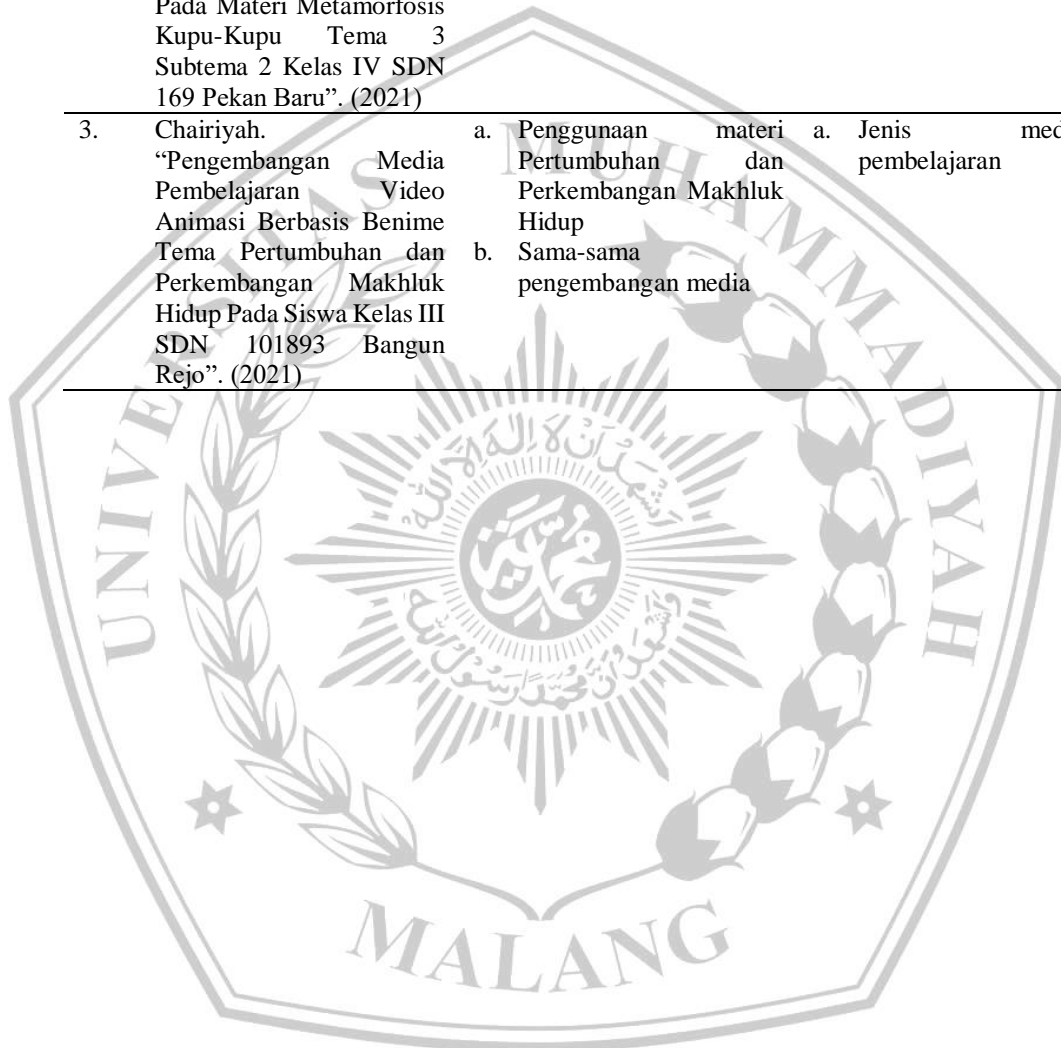 Pada Materi Metamorfosis
Kupu-Kupu Tema 3
Subtema 2 Kelas IV SDN
169 Pekan Baru”. (2021)
3. Chairiyah.
“Pengembangan Media
Pembelajaran Video
Animasi Berbasis Benime
Tema Pertumbuhan dan
Perkembangan Makhluk
Hidup Pada Siswa Kelas III
SDN 101893 Bangun
Rejo”. (2021)
a. Penggunaan materi
Pertumbuhan dan
Perkembangan Makhluk
Hidup
b. Sama-sama
pengembangan media
a. Jenis
pembelajaran
UNIVERSITAS MUHAMMADIYAH
MALANG